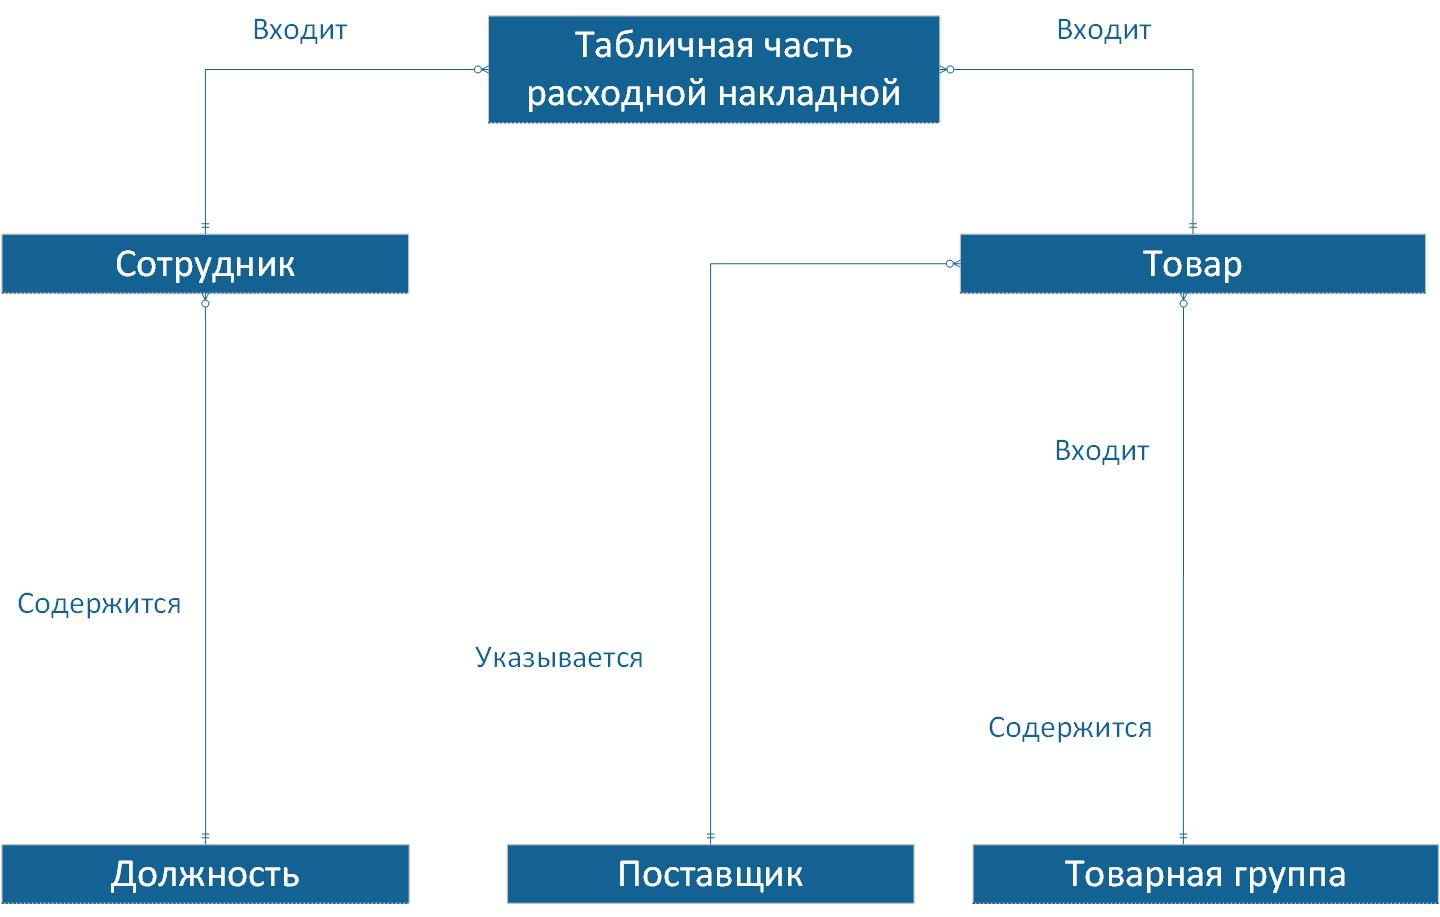 Входит
Табличная часть
расходной накладной
Входит
Сотрудник
Товар
Входит
Содержится
Указывается
Содержится
Должность
Поставщик
Товарная группа